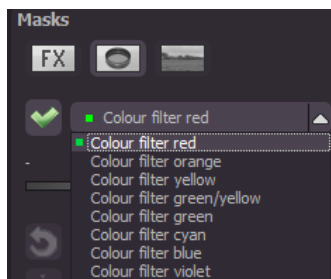 Masks
FX
Colour filter red
Colour filter red
Colour filter orange
Colour filter yellow
Colour filter green/yellow
Colour filter green
Colour filter cyan
Colour filter blue
Colour filter violet